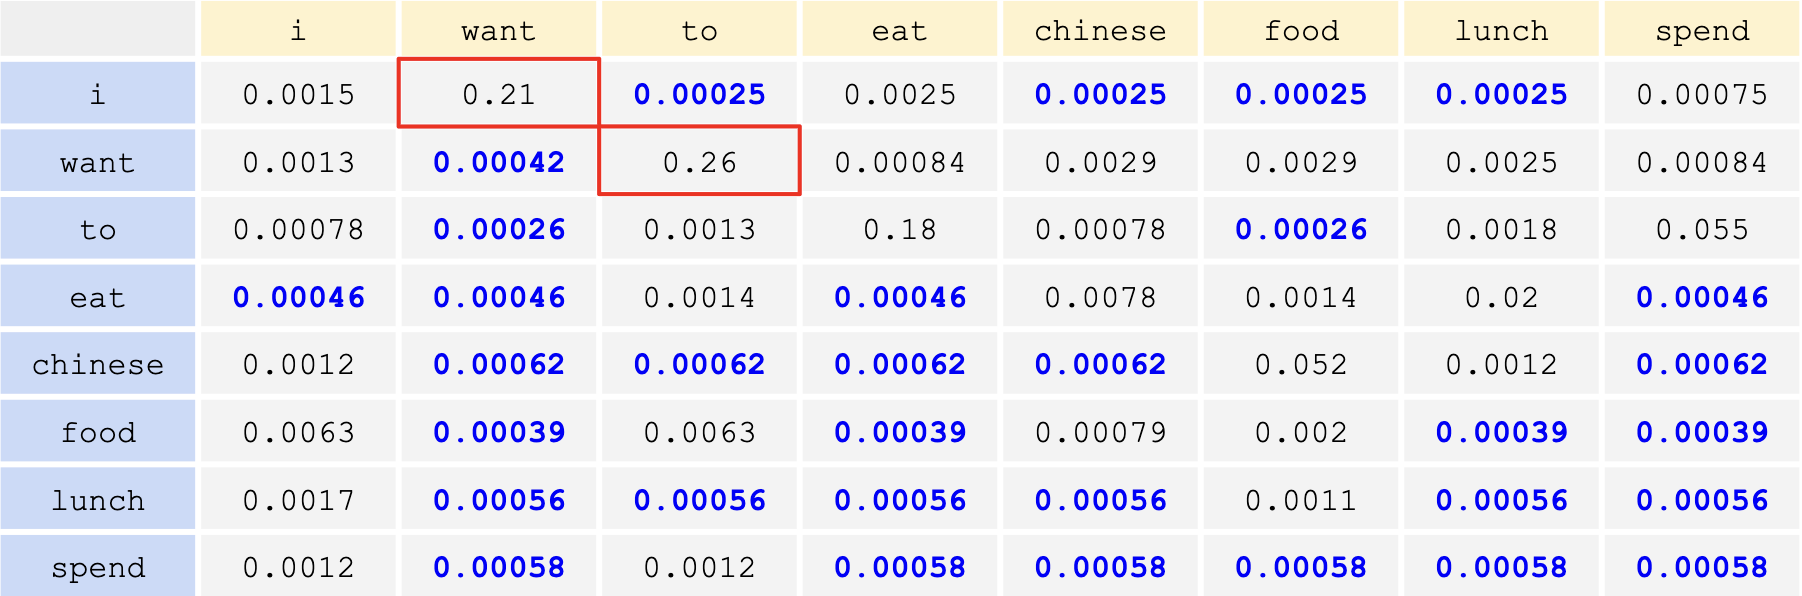 i want to eat chinese food lunch spend
i 0.0015 0.21 0.00025 0.0025 0.00025 0.00025 0.00025 0.00075
want 0.0013 0.00042 0.26 0.00084 0.0029 0.0029 0.0025 0.00084
to 0.00078 0.00026 0.0013 0.18 0.00078 0.00026 0.0018 0.055
eat 0.00046 0.00046 0.0014 0.00046 0.0078 0.0014 0.02 0.00046
chinese 0.0012 0.00062 0.00062 0.00062 0.00062 0.052 0.0012 0.00062
food 0.0063 0.00039 0.0063 0.00039 0.00079 0.002 0.00039 0.00039
lunch 0.0017 0.00056 0.00056 0.00056 0.00056 0.0011 0.00056 0.00056
spend 0.0012 0.00058 0.0012 0.00058 0.00058 0.00058 0.00058 0.00058